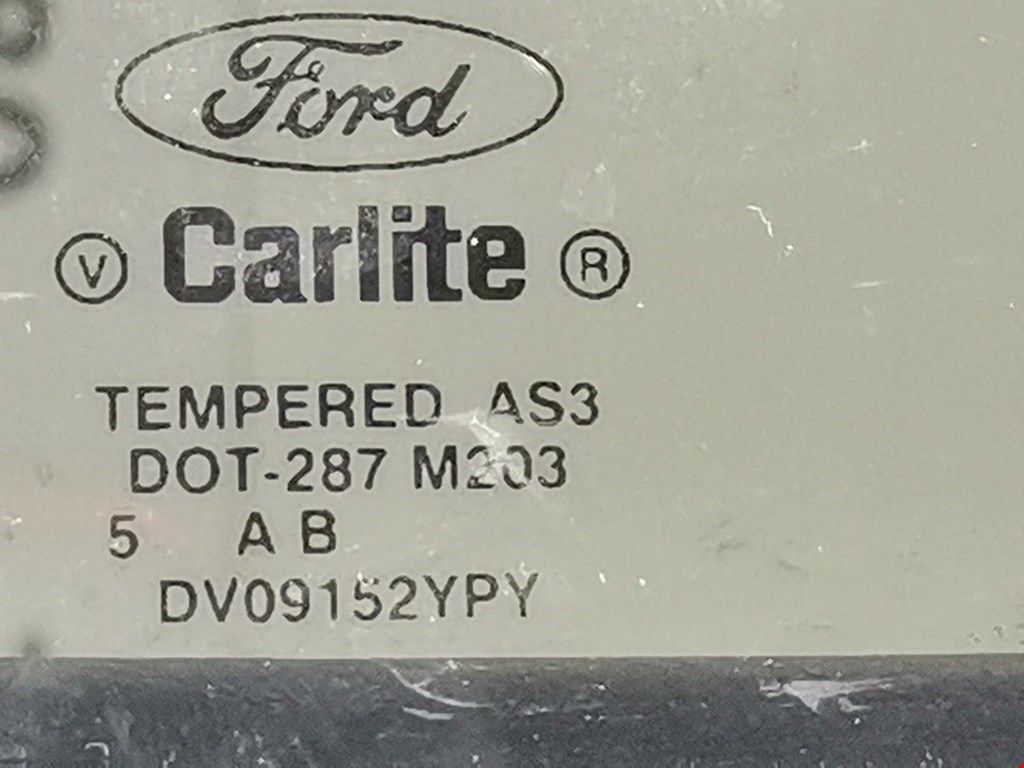 Ford
V Carlite R
TEMPERED AS3
DOT-287 M203
5 A B
DV09152YPY